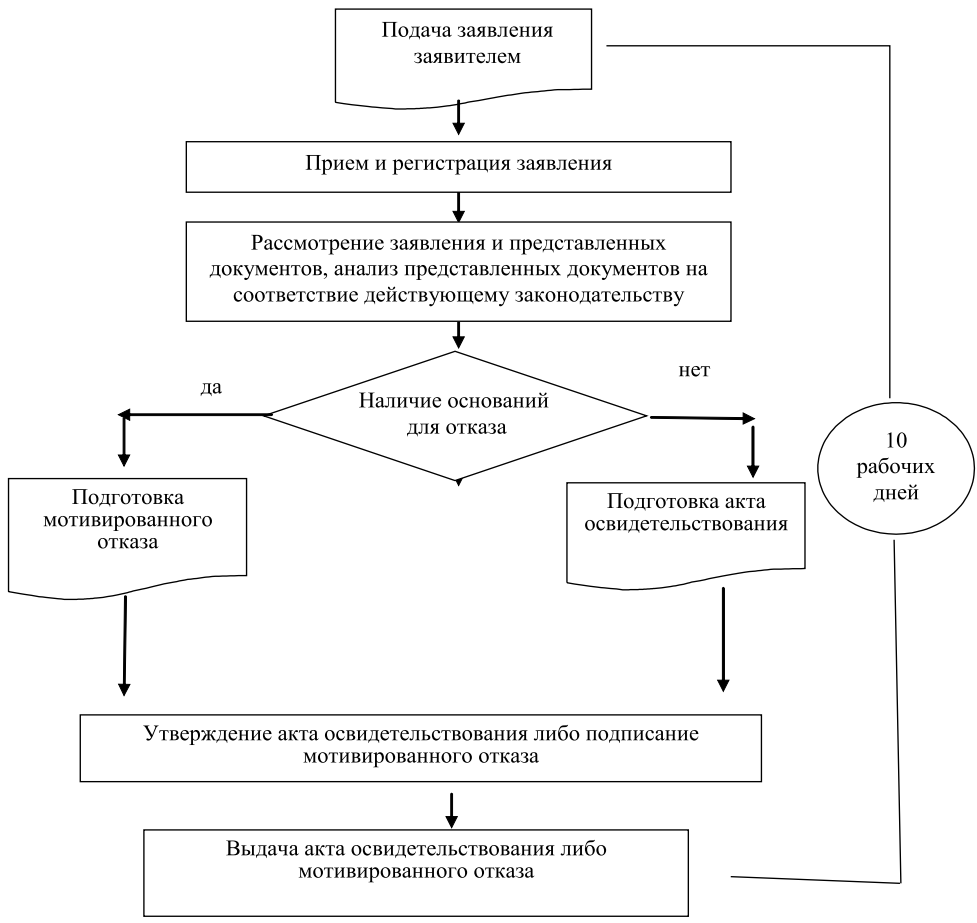 Подача заявления
заявителем
Прием и регистрация заявления
Рассмотрение заявления и представленных
документов, анализ представленных документов на
соответствие действующему законодательству
да
нет
Наличие оснований
для отказа
10
рабочих
дней
Подготовка
мотивированного
отказа
Подготовка акта
освидетельствования
Утверждение акта освидетельствования либо подписание
мотивированного отказа
Выдача акта освидетельствования либо
мотивированного отказа